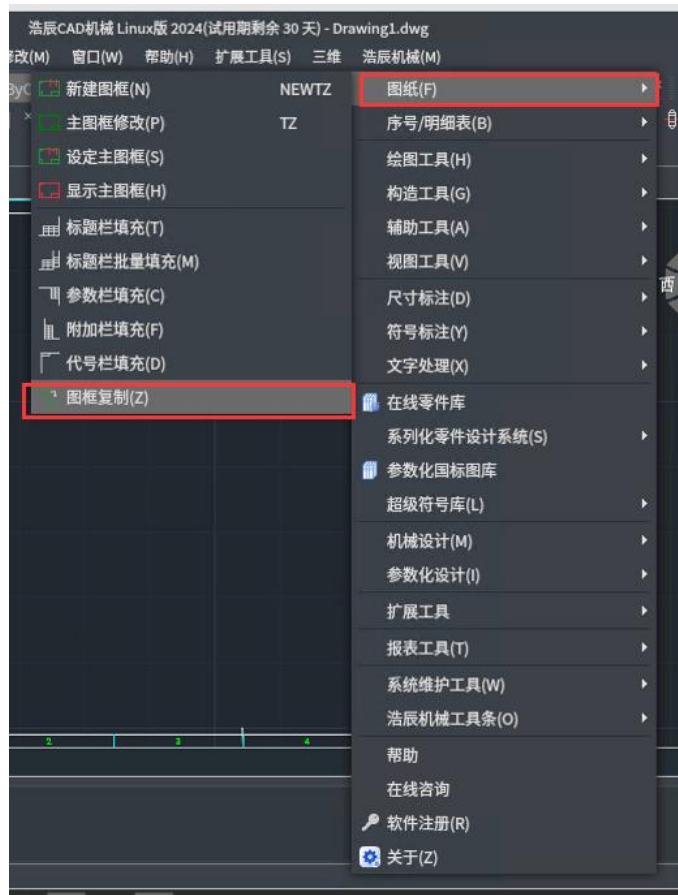 浩辰CAD机械 Linux版 2024(试用期剩余 30 天) - Drawing1.dwg
修改(M) 窗口(W) 帮助(H) 扩展工具(S) 三维 浩辰机械(M)
新建图框(N) NEWTZ
主图框修改(P) TZ
设定主图框(S)
显示主图框(H)
标题栏填充(T)
标题栏批量填充(M)
参数栏填充(C)
附加栏填充(F)
代号栏填充(D)
图框复制(Z)
图纸(F)
序号/明细表(B)
绘图工具(H)
构造工具(G)
辅助工具(A)
视图工具(V)
尺寸标注(D)
符号标注(Y)
文字处理(X)
在线零件库
系列化零件设计系统(S)
参数化国标图库
超级符号库(L)
机械设计(M)
参数化设计(I)
扩展工具
报表工具(T)
系统维护工具(W)
浩辰机械工具条(O)
帮助
在线咨询
软件注册(R)
关于(Z)
西
2 3 4